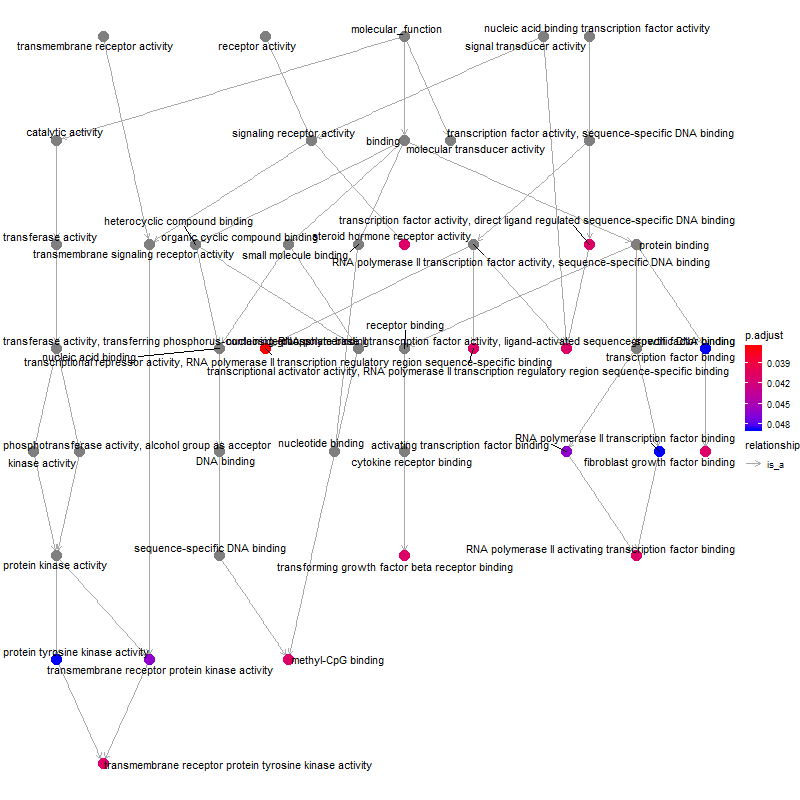 molecular_function
nucleic acid binding transcription factor activity
transmembrane receptor activity
receptor activity
signal transducer activity
catalytic activity
signaling receptor activity
binding
transcription factor activity, sequence-specific DNA binding
molecular transducer activity
heterocyclic compound binding
transcription factor activity, direct ligand regulated sequence-specific DNA binding
transferase activity
organic cyclic compound binding
steroid hormone receptor activity
protein binding
transmembrane signaling receptor activity
small molecule binding
RNA polymerase II transcription factor activity, sequence-specific DNA binding
receptor binding
transferase activity, transferring phosphorus-containing
transcription factor activity, ligand-activated sequence-specific DNA binding
nucleic acid binding
transcription factor binding
transcriptional repressor activity, RNA polymerase II transcription regulatory region sequence-specific binding
transcriptional activator activity, RNA polymerase II transcription regulatory region sequence-specific binding
p.adjust
0.039
0.042
0.045
0.048
phosphotransferase activity, alcohol group as acceptor
nucleotide binding
activating transcription factor binding
RNA polymerase II transcription factor binding
relationship
is_a
kinase activity
DNA binding
cytokine receptor binding
fibroblast growth factor binding
sequence-specific DNA binding
RNA polymerase II activating transcription factor binding
protein kinase activity
transforming growth factor beta receptor binding
protein tyrosine kinase activity
methyl-CpG binding
transmembrane receptor protein kinase activity
transmembrane receptor protein tyrosine kinase activity